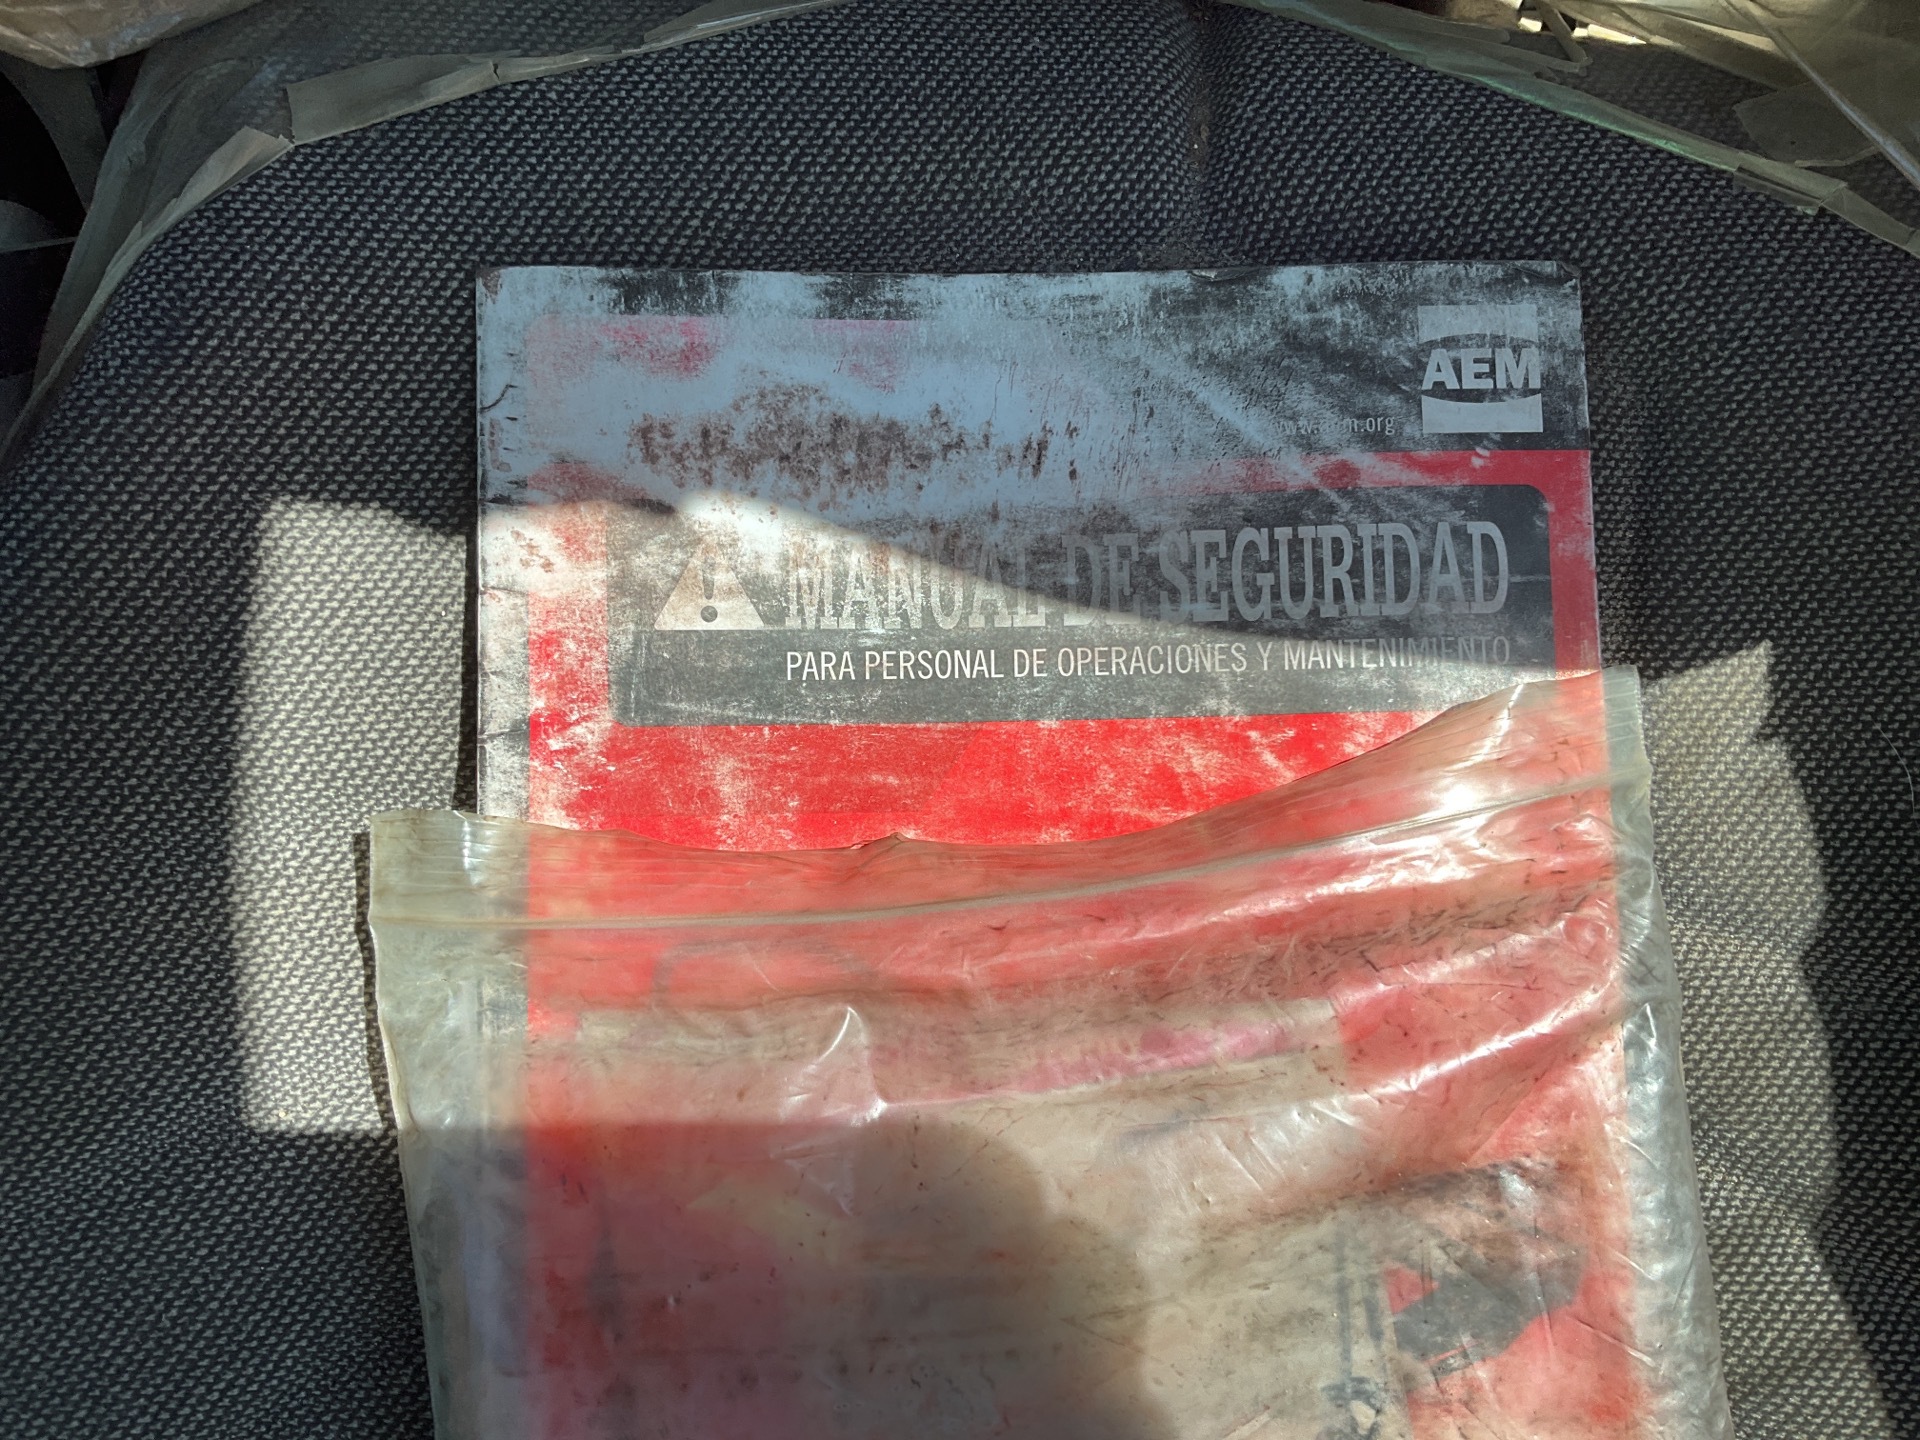 AEM
MANUAL DE SEGURIDAD
PARA PERSONAL DE OPERACIONES Y MANTENIMIENTO